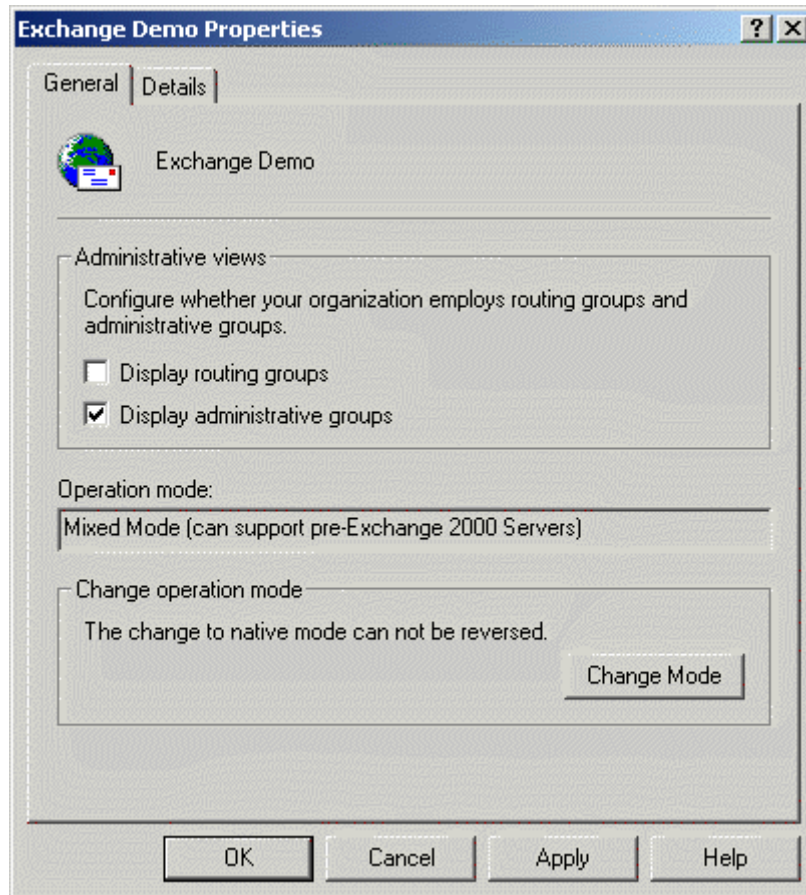 Exchange Demo Properties
General
Details
Exchange Demo
Administrative views
Configure whether your organization employs routing groups and
administrative groups.
Display routing groups
Display administrative groups
Operation mode:
Mixed Mode (can support pre-Exchange 2000 Servers)
Change operation mode
The change to native mode can not be reversed.
Change Mode
OK
Cancel
Apply
Help